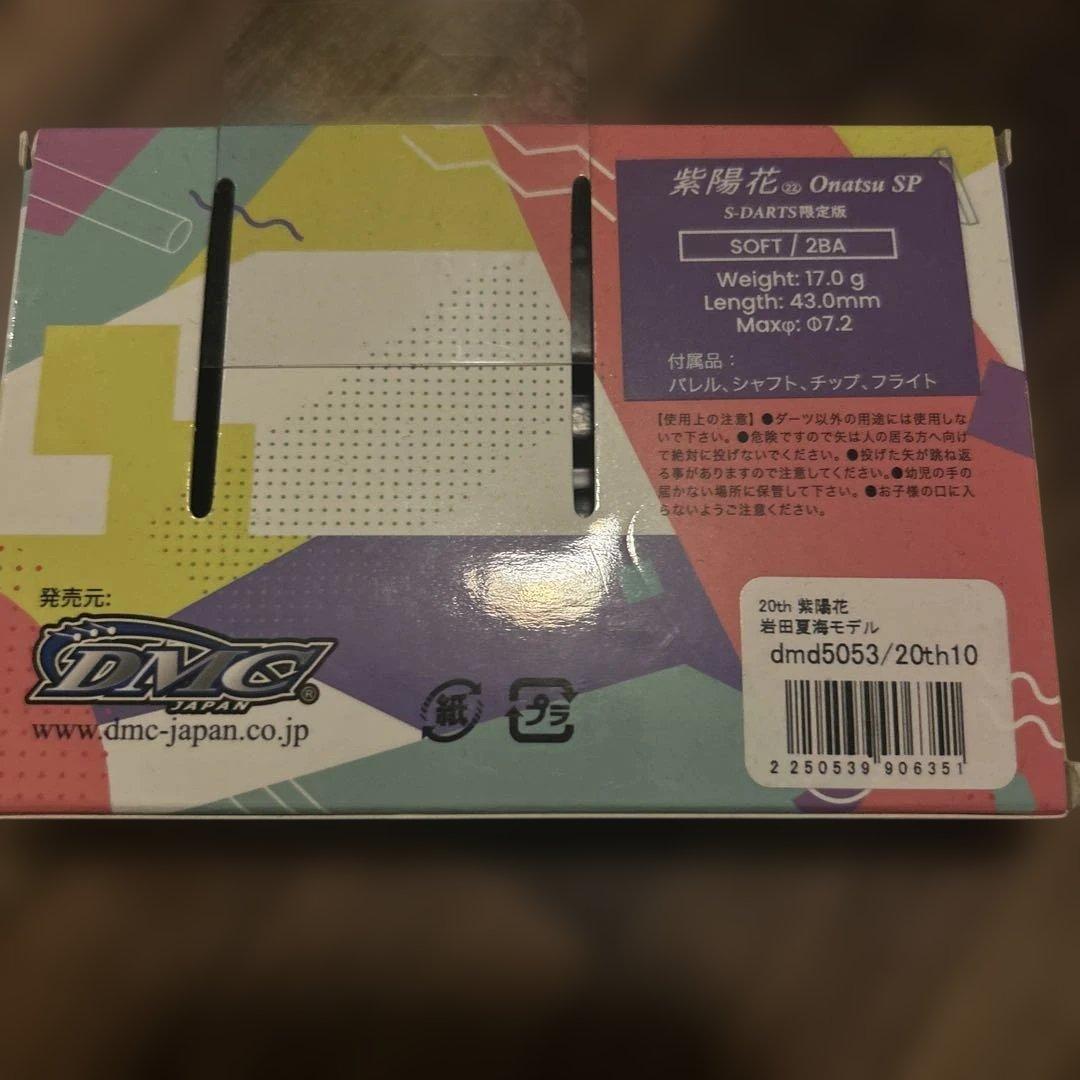 紫陽花㉒ Onatsu SP
S-DARTS限定版
SOFT / 2BA
Weight: 17.0 g
Length: 43.0mm
Maxφ: Φ7.2
付属品：
バレル、シャフト、チップ、フライト
【使用上の注意】●ダーツ以外の用途には使用しな
いで下さい。●危険ですので矢は人の居る方へ向け
て絶対に投げないでください。●投げた矢が跳ね返
る事がありますので注意してください。●幼児の手の
届かない場所に保管して下さい。●お子様の口に入
らないようご注意ください。
発売元:
DMC®
JAPAN
www.dmc-japan.co.jp
紙
プラ
20th 紫陽花
岩田夏海モデル
dmd5053/20th10
2 250539 906351